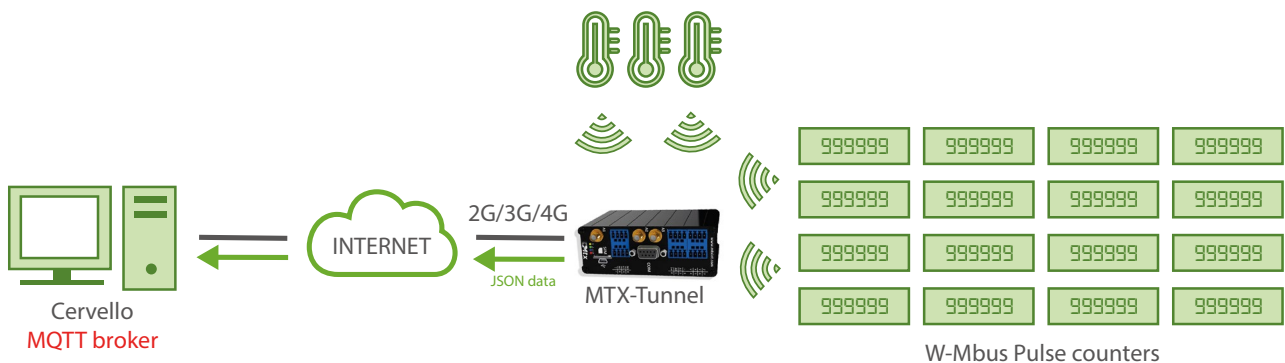 999999 999999 999999 999999
999999 999999 999999 999999
999999 999999 999999 999999
999999 999999 999999 999999
2G/3G/4G
INTERNET
JSON data
MTX-Tunnel
Cervello
MQTT broker
W-Mbus Pulse counters